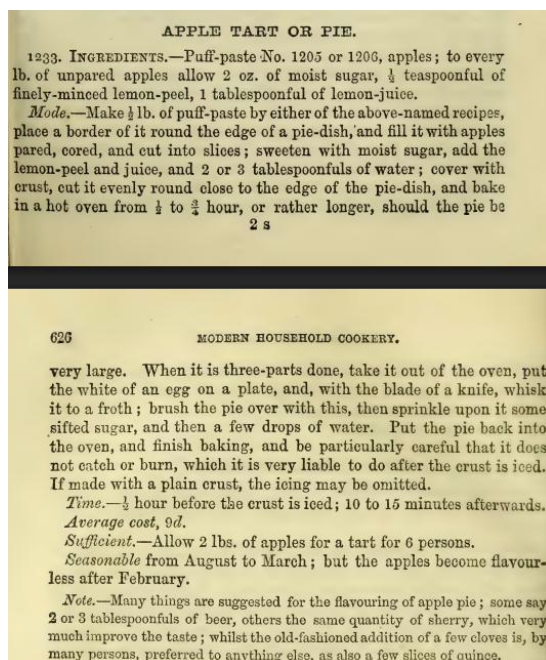 APPLE TART OR PIE.
1233. INGREDIENTS.—Puff-paste No. 1205 or 1206, apples; to every
lb. of unpared apples allow 2 oz. of moist sugar, ½ teaspoonful of
finely-minced lemon-peel, 1 tablespoonful of lemon-juice.
Mode.—Make ½ lb. of puff-paste by either of the above-named recipes,
place a border of it round the edge of a pie-dish, and fill it with apples
pared, cored, and cut into slices; sweeten with moist sugar, add the
lemon-peel and juice, and 2 or 3 tablespoonfuls of water; cover with
crust, cut it evenly round close to the edge of the pie-dish, and bake
in a hot oven from ½ to ¾ hour, or rather longer, should the pie be
2 s
626 MODERN HOUSEHOLD COOKERY.
very large. When it is three-parts done, take it out of the oven, put
the white of an egg on a plate, and, with the blade of a knife, whisk
it to a froth; brush the pie over with this, then sprinkle upon it some
sifted sugar, and then a few drops of water. Put the pie back into
the oven, and finish baking, and be particularly careful that it does
not catch or burn, which it is very liable to do after the crust is iced.
If made with a plain crust, the icing may be omitted.
Time.—½ hour before the crust is iced; 10 to 15 minutes afterwards.
Average cost, 9d.
Sufficient.—Allow 2 lbs. of apples for a tart for 6 persons.
Seasonable from August to March; but the apples become flavour-
less after February.
Note.—Many things are suggested for the flavouring of apple pie; some say
2 or 3 tablespoonfuls of beer, others the same quantity of sherry, which very
much improve the taste; whilst the old-fashioned addition of a few cloves is, by
many persons, preferred to anything else, as also a few slices of quince.